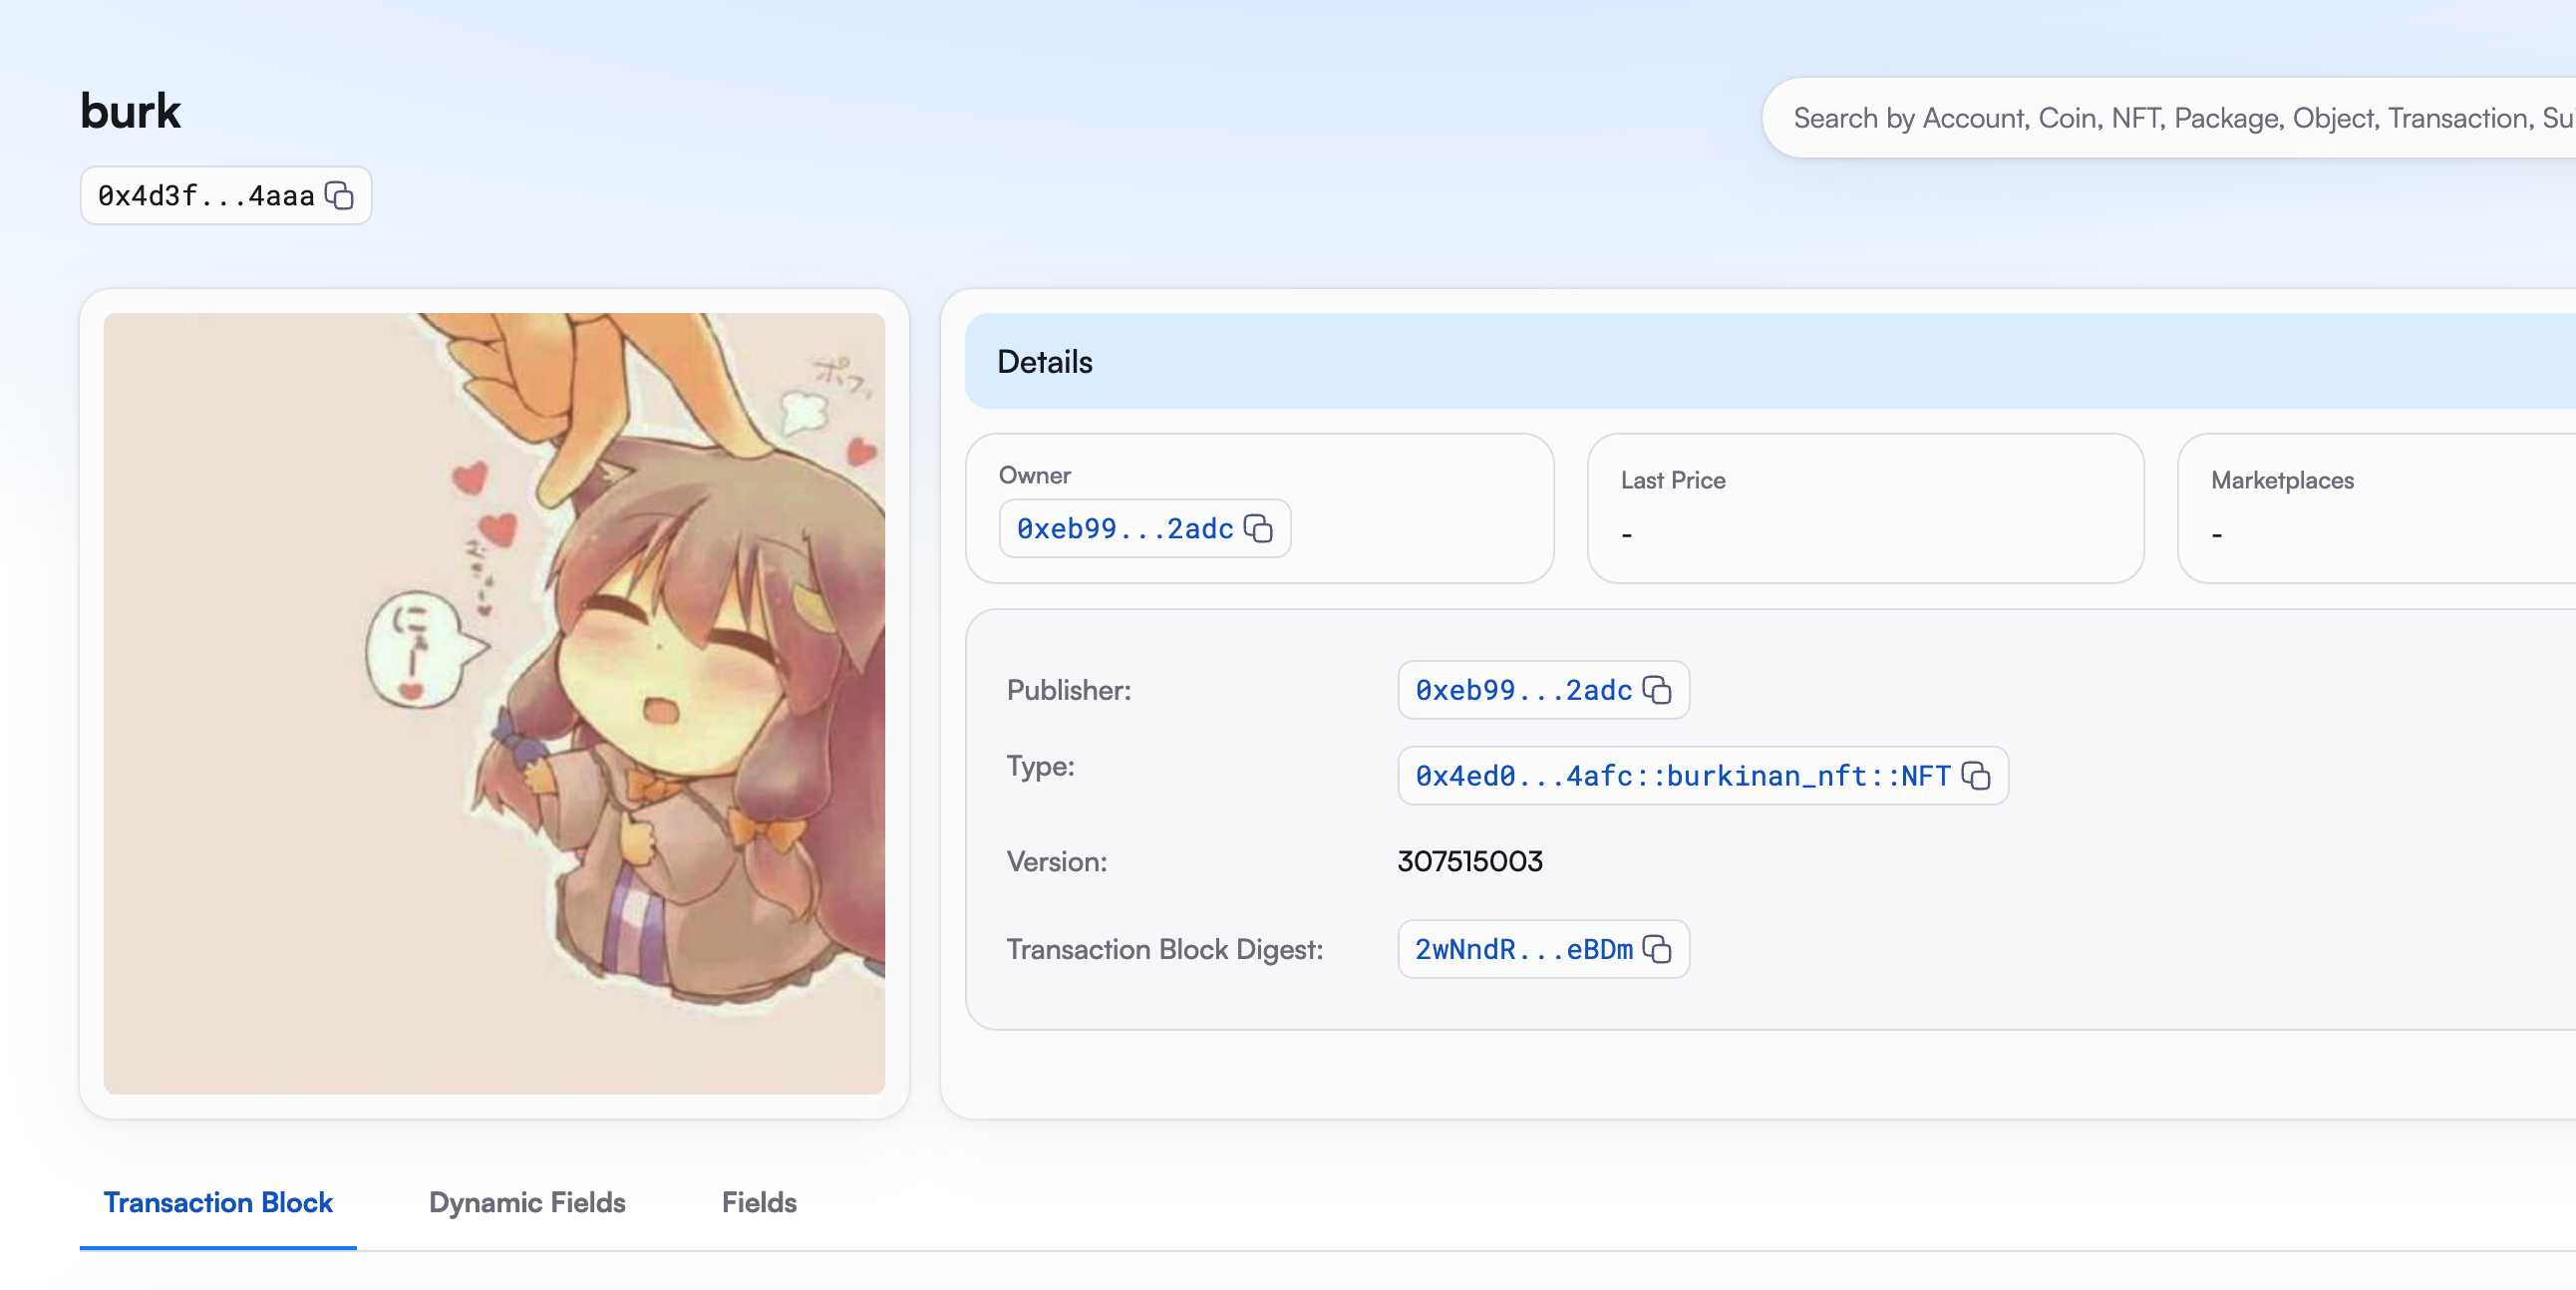 burk
0x4d3f...4aaa
Search by Account, Coin, NFT, Package, Object, Transaction, Su
ポフッ
にゃー
Details
Owner
0xeb99...2adc
Last Price
-
Marketplaces
-
Publisher:
0xeb99...2adc
Type:
0x4ed0...4afc::burkinan_nft::NFT
Version:
307515003
Transaction Block Digest:
2wNndR...eBDm
Transaction Block
Dynamic Fields
Fields